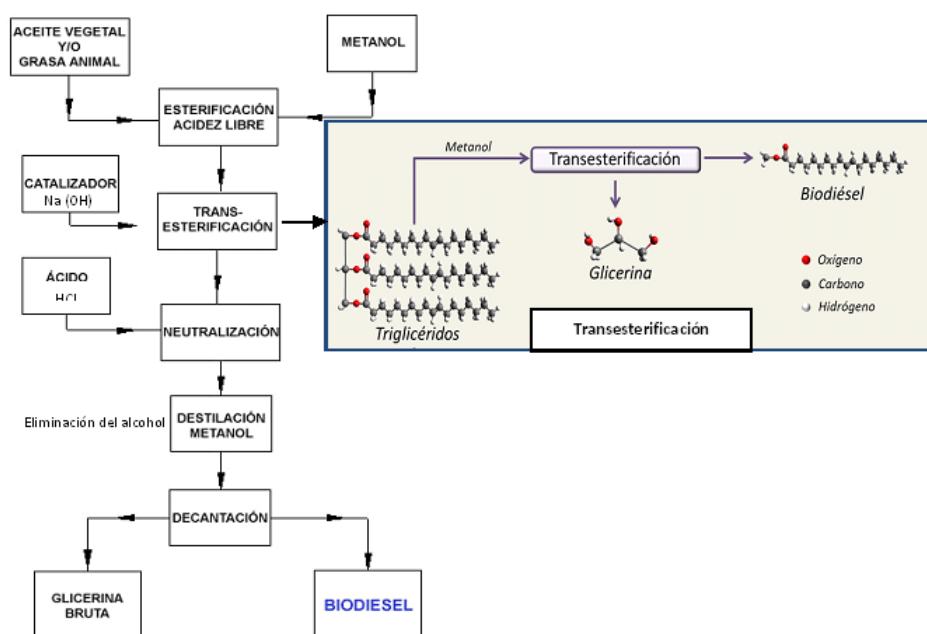 ACEITE VEGETAL
Y/O
GRASA ANIMAL
METANOL
ESTERIFICACIÓN
ACIDEZ LIBRE
CATALIZADOR
Na (OH)
TRANS-
ESTERIFICACIÓN
ÁCIDO
HCl
NEUTRALIZACIÓN
Eliminación del alcohol
DESTILACIÓN
METANOL
DECANTACIÓN
GLICERINA
BRUTA
BIODIESEL
Metanol
Transesterificación
Biodiésel
Glicerina
Triglicéridos
Oxígeno
Carbono
Hidrógeno
Transesterificación